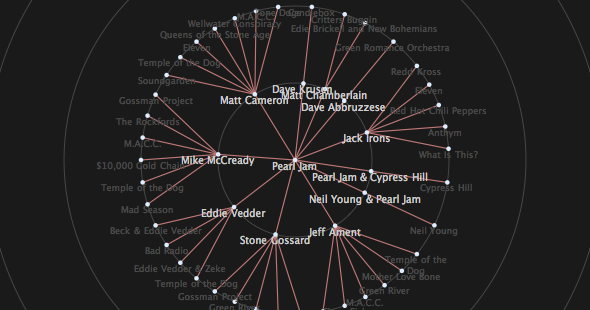 Stone Dogs
Candlebox
M.A.C.C.
Critters Buggin
Wellwater Conspiracy
Edie Brickell and New Bohemians
Queens of the Stone Age
Eleven
Green Romance Orchestra
Temple of the Dog
Redd Kross
Soundgarden
Dave Krusen
Eleven
Matt Chamberlain
Gossman Project
Matt Cameron
Dave Abbruzzese
Red Hot Chili Peppers
The Rockfords
Anthym
Jack Irons
M.A.C.C.
What Is This?
Mike McCready
$10,000 Gold Chain
Pearl Jam
Pearl Jam & Cypress Hill
Temple of the Dog
Cypress Hill
Neil Young & Pearl Jam
Mad Season
Eddie Vedder
Beck & Eddie Vedder
Neil Young
Jeff Ament
Stone Gossard
Bad Radio
Temple of the
Dog
Eddie Vedder & Zeke
Mother Love Bone
Temple of the Dog
Green River
Gossman Project
M.A.C.C.
Green River